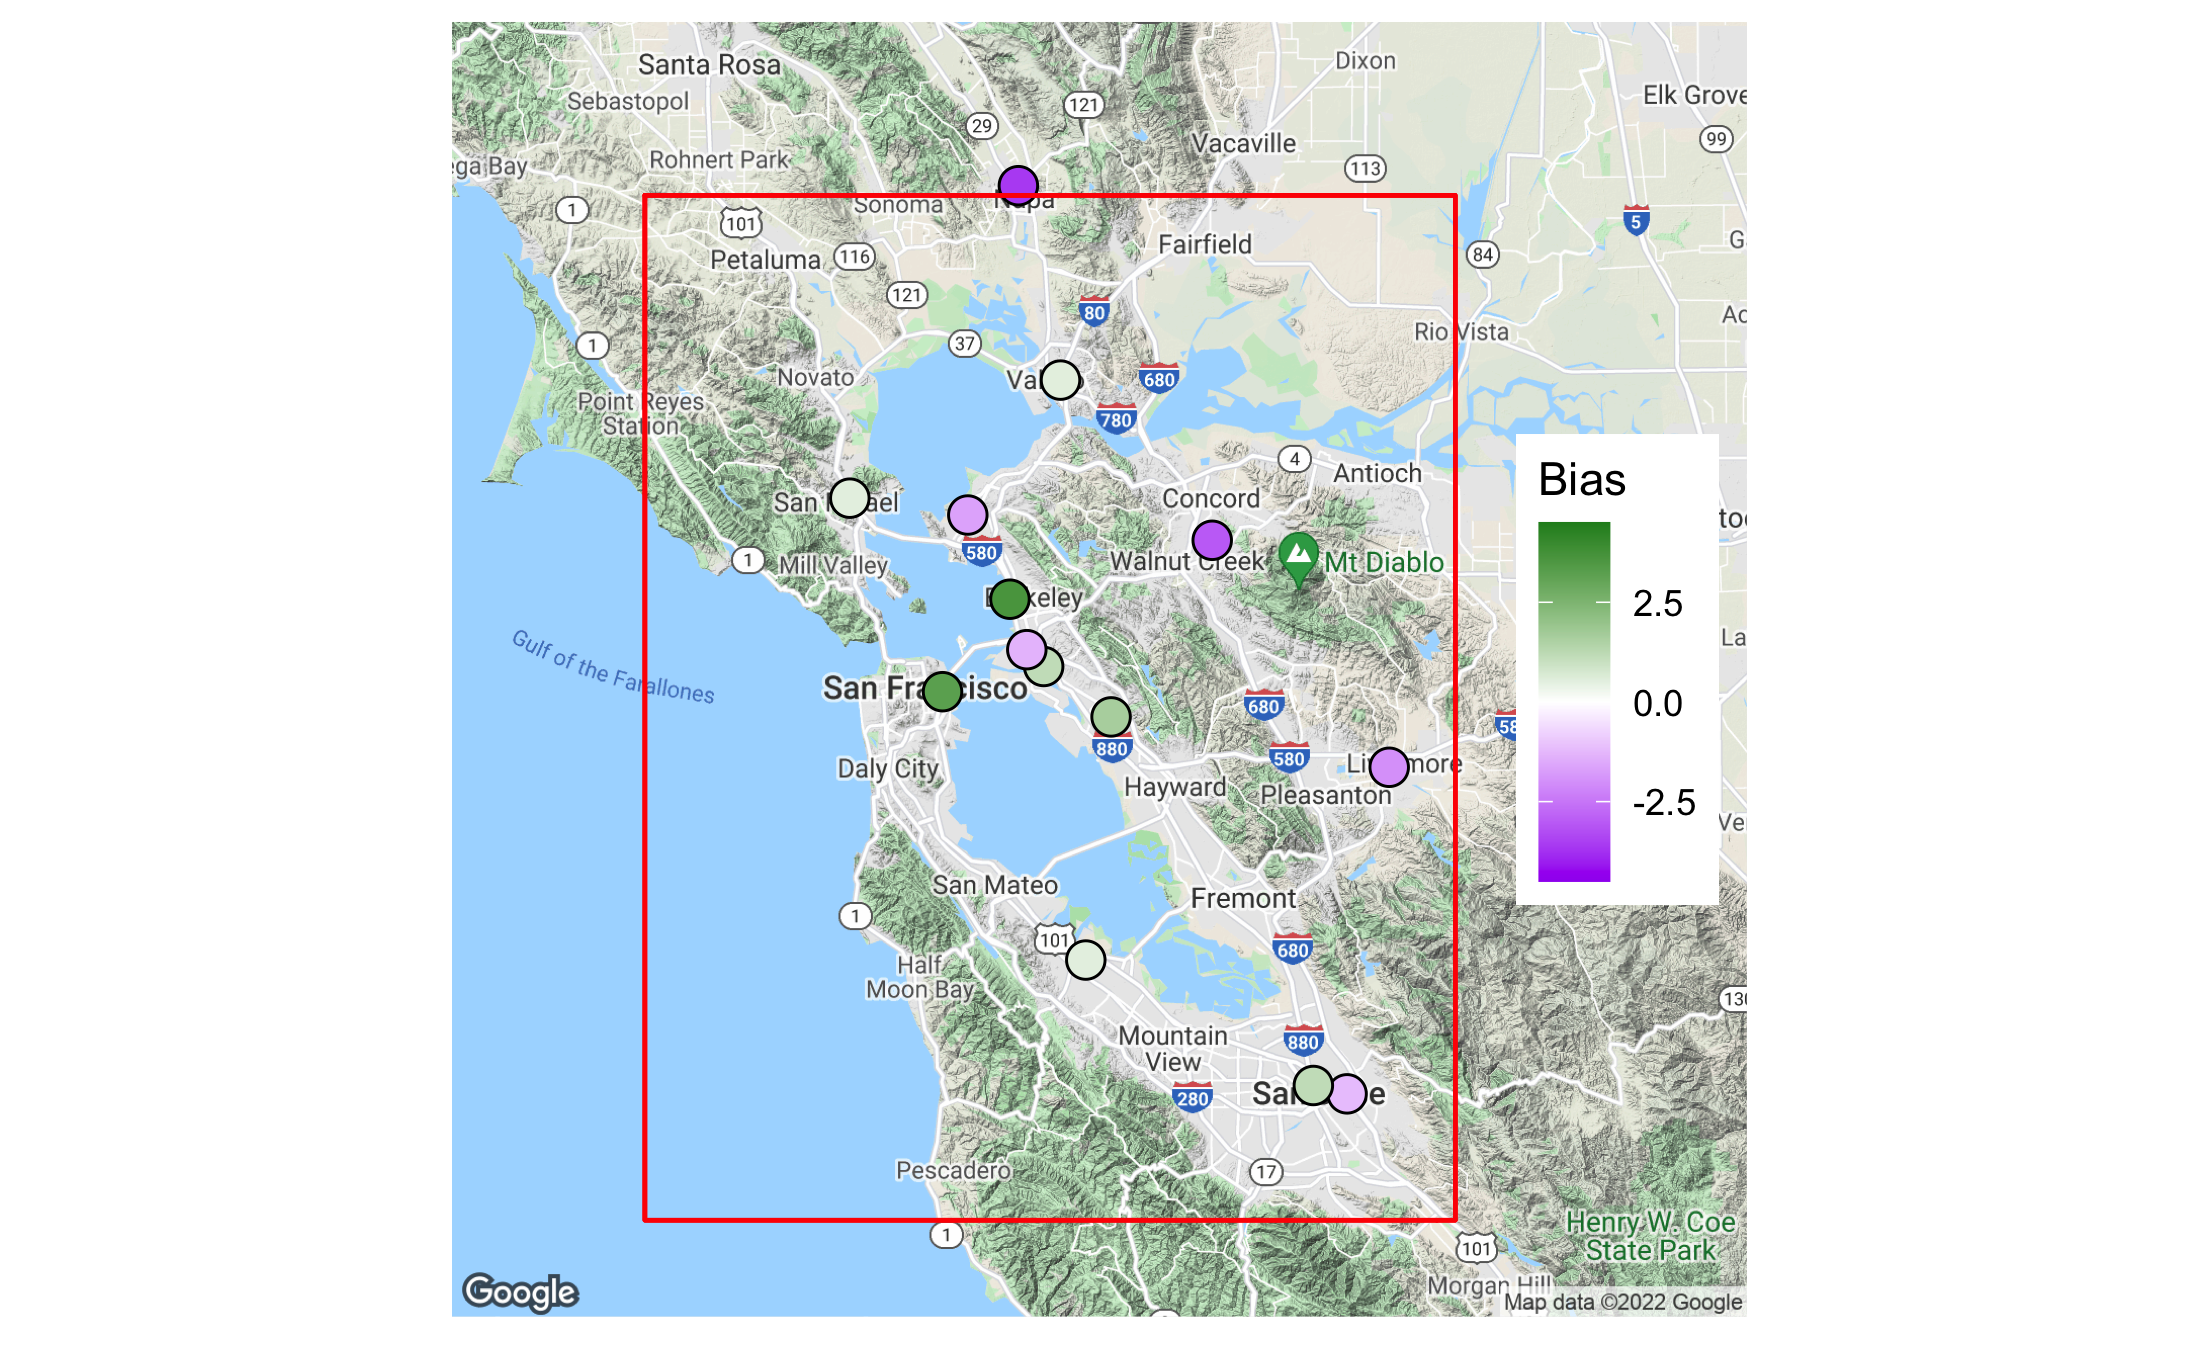 Santa Rosa
Dixon
Sebastopol
Elk Grove
121
29
99
Vacaville
Rohnert Park
113
ega Bay
Napa
Sonoma
1
101
5
Fairfield
G
Petaluma
116
84
121
80
Ac
Rio Vista
37
1
Novato
Va
680
Point Reyes
Station
780
4
Antioch
Bias
Concord
San
ael
to
580
Walnut Creek
Mt Diablo
1
Mill Valley
keley
2.5
Gulf of the Farallones
La
San Fra
cisco
0.0
680
58
880
580
Li
more
Daly City
Hayward
Pleasanton
-2.5
Ve
San Mateo
Fremont
1
101
680
Half
Moon Bay
130
Mountain
View
880
San
e
280
Pescadero
17
Henry W. Coe
State Park
1
101
Morgan Hill
Google
Map data ©2022 Google